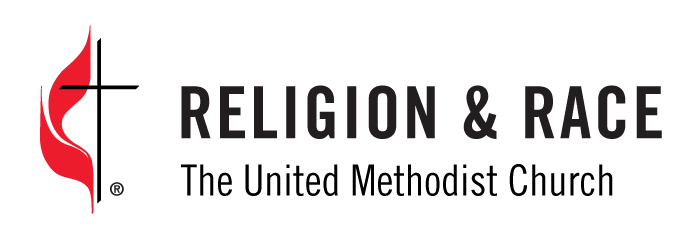 RELIGION & RACE
The United Methodist Church
®